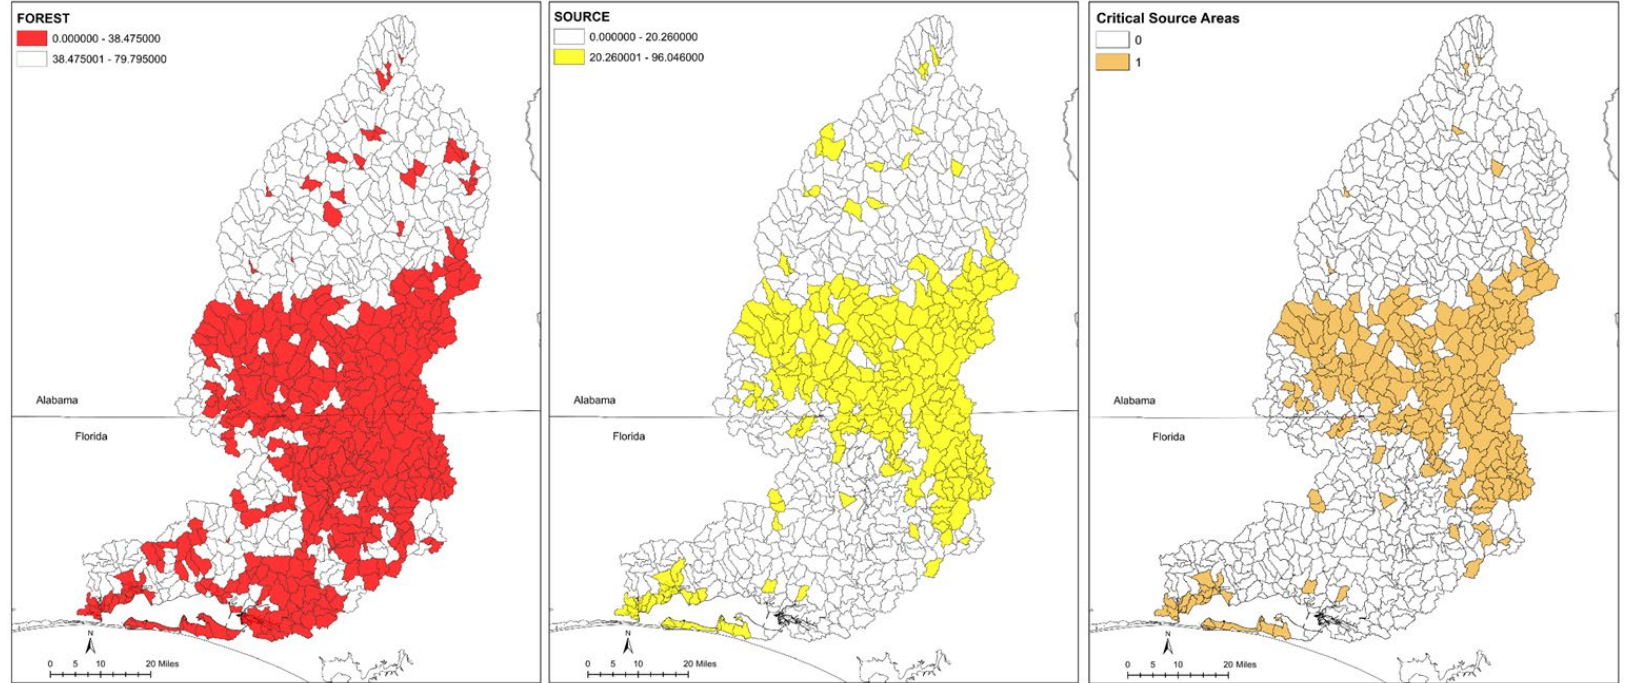 FOREST
0.000000 - 38.475000
38.475001 - 79.795000
Alabama
Florida
N
0 5 10 20 Miles
SOURCE
0.000000 - 20.260000
20.260001 - 96.046000
Alabama
Florida
N
0 5 10 20 Miles
Critical Source Areas
0
1
Alabama
Florida
N
0 5 10 20 Miles